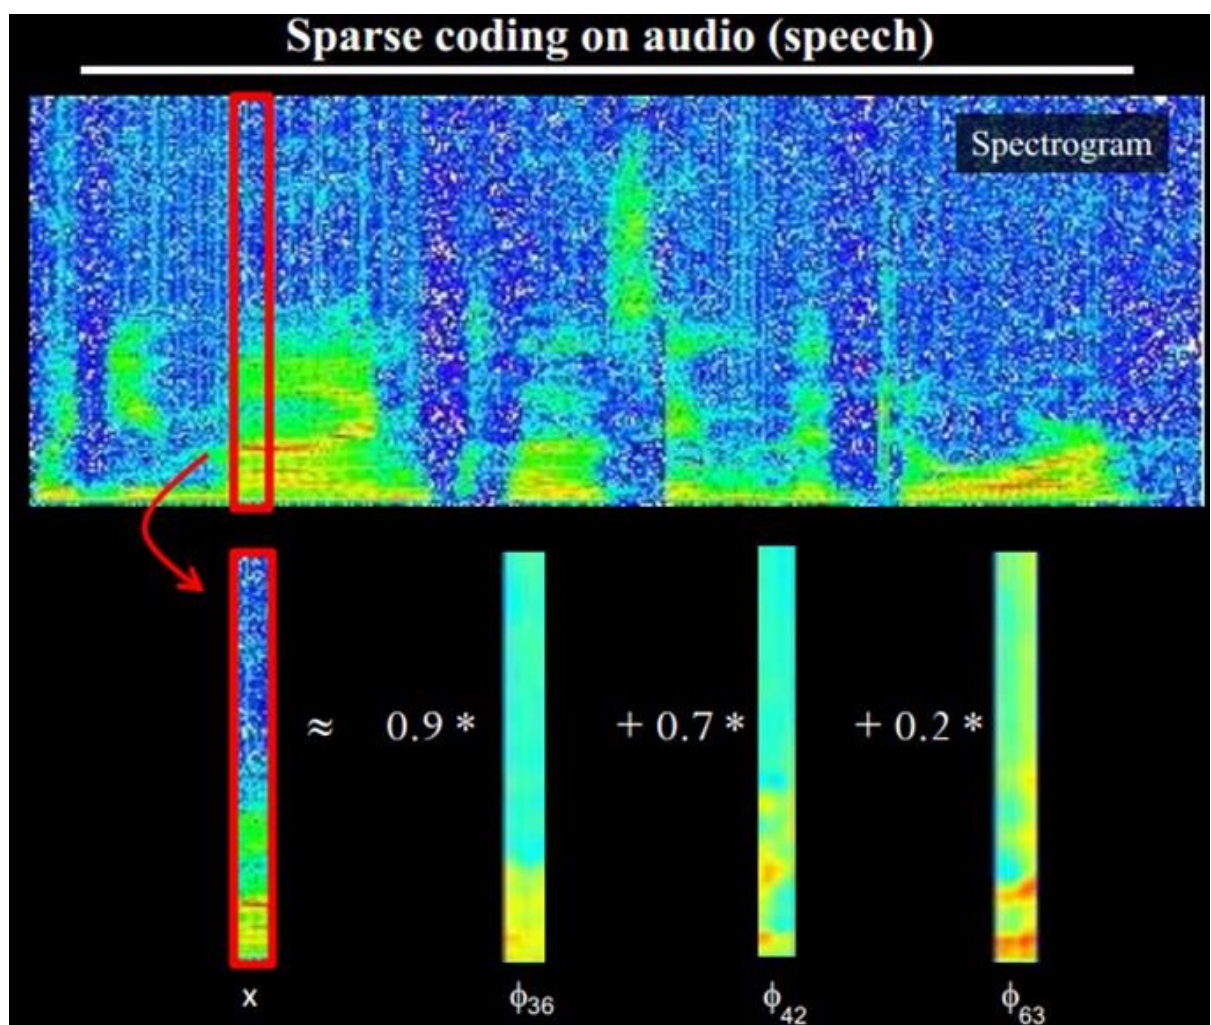 Sparse coding on audio (speech)
Spectrogram
≈ 0.9 * + 0.7 * + 0.2 *
x ϕ36 ϕ42 ϕ63